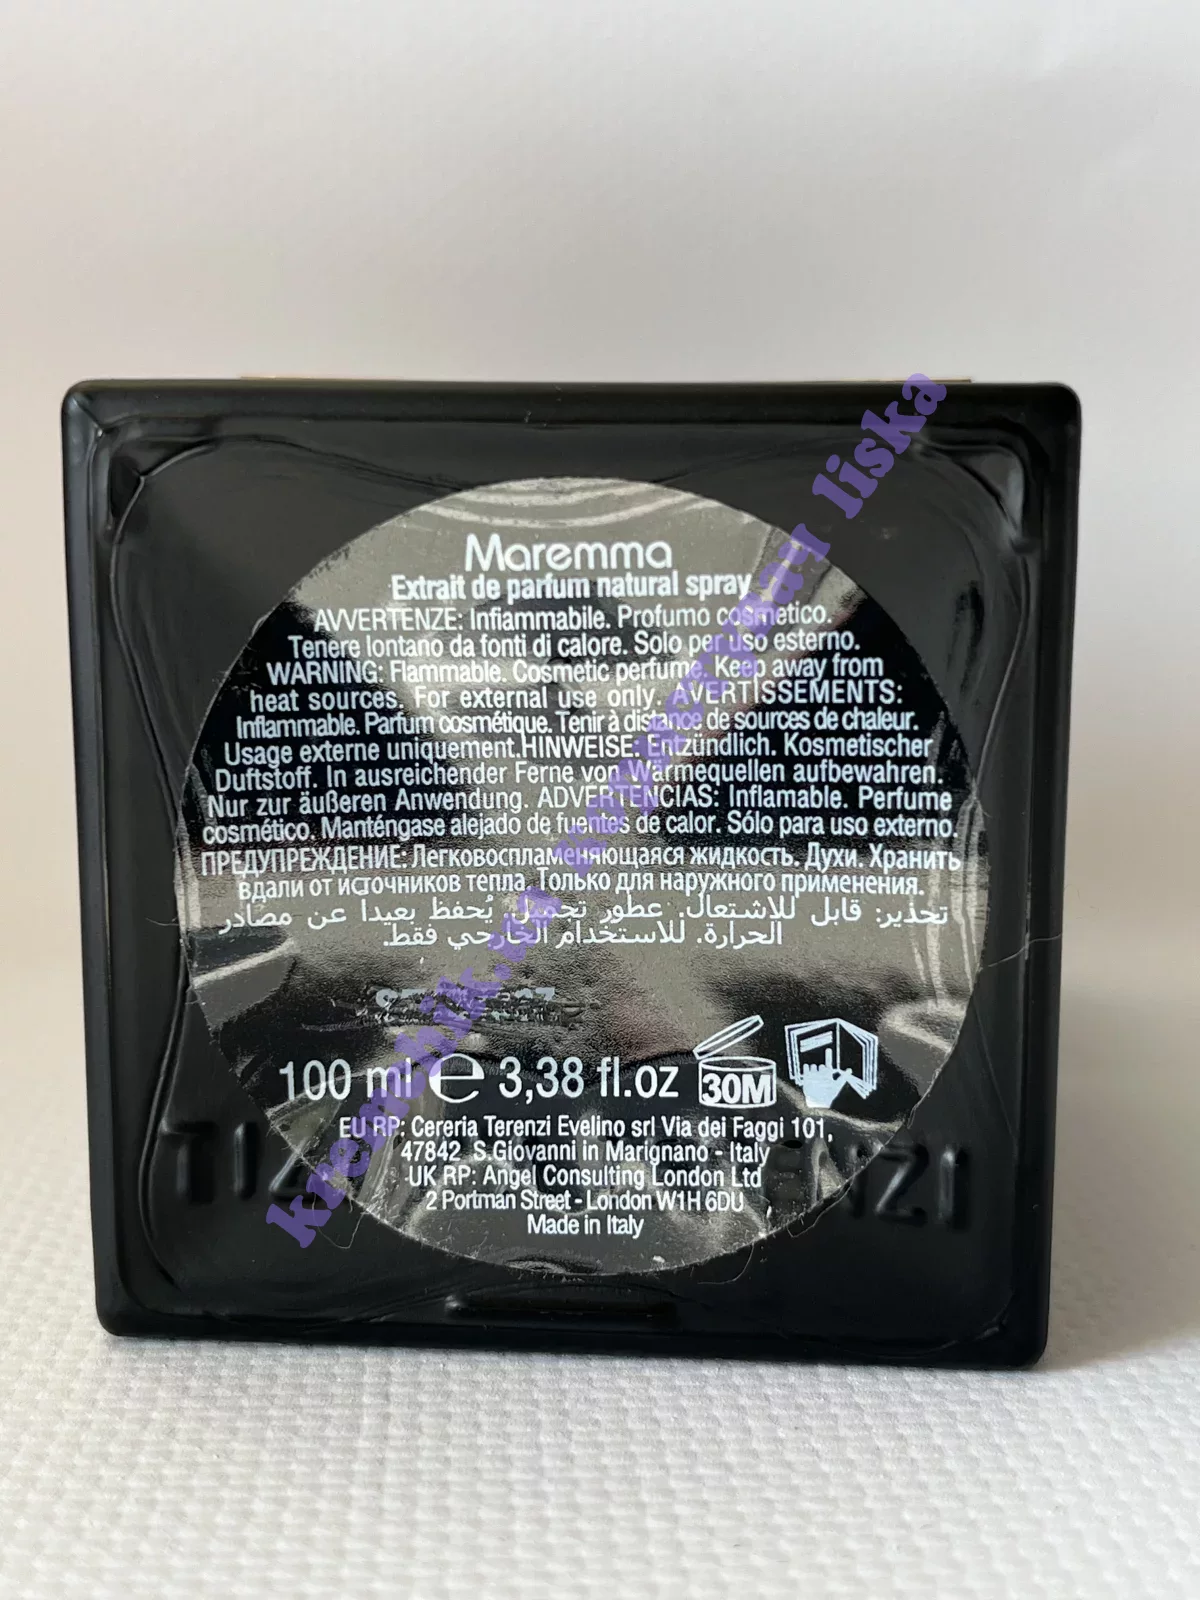 Maremma
Extrait de parfum natural spray
AVVERTENZE: Infiammabile. Profumo cosmetico.
Tenere lontano da fonti di calore. Solo per uso esterno.
WARNING: Flammable. Cosmetic perfume. Keep away from
heat sources. For external use only. AVERTISSEMENTS:
Inflammable. Parfum cosmétique. Tenir à distance de sources de chaleur.
Usage externe uniquement.HINWEISE: Entzündlich. Kosmetischer
Duftstoff. In ausreichender Ferne von Wärmequellen aufbewahren.
Nur zur äußeren Anwendung. ADVERTENCIAS: Inflamable. Perfume
cosmético. Manténgase alejado de fuentes de calor. Sólo para uso externo.
ПРЕДУПРЕЖДЕНИЕ: Легковоспламеняющаяся жидкость. Духи. Хранить
вдали от источников тепла. Только для наружного применения.
تحذير: قابل للاشتعال. عطور تجميل. يُحفظ بعيدا عن مصادر
الحرارة. للاستخدام الخارجي فقط.
100 ml e 3,38 fl.oz 30M
EU RP: Cereria Terenzi Evelino srl Via dei Faggi 101,
47842 S.Giovanni in Marignano - Italy
UK RP: Angel Consulting London Ltd
2 Portman Street - London W1H 6DU
Made in Italy
liska